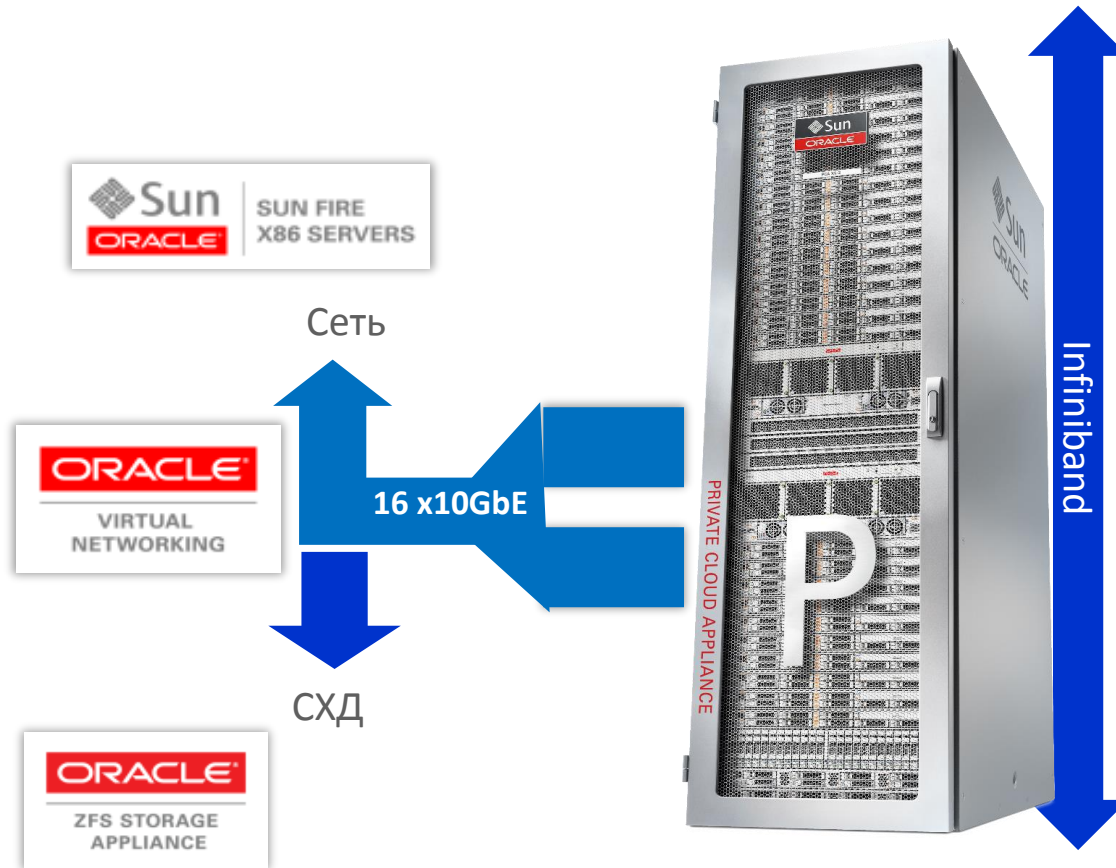 Sun
ORACLE
SUN FIRE
X86 SERVERS
Сеть
ORACLE
VIRTUAL
NETWORKING
16 x10GbE
СХД
ORACLE
ZFS STORAGE
APPLIANCE
Sun
ORACLE
PRIVATE CLOUD APPLIANCE
P
Sun
ORACLE
Infiniband